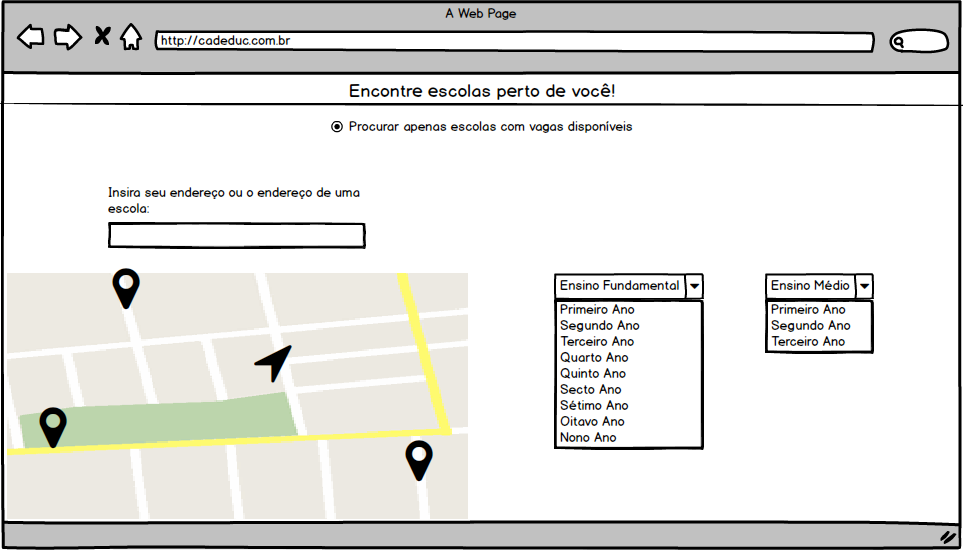 A Web Page
http://cadeduc.com.br
Encontre escolas perto de você!
Procurar apenas escolas com vagas disponíveis
Insira seu endereço ou o endereço de uma
escola:
Ensino Fundamental
Primeiro Ano
Segundo Ano
Terceiro Ano
Quarto Ano
Quinto Ano
Secto Ano
Sétimo Ano
Oitavo Ano
Nono Ano
Ensino Médio
Primeiro Ano
Segundo Ano
Terceiro Ano